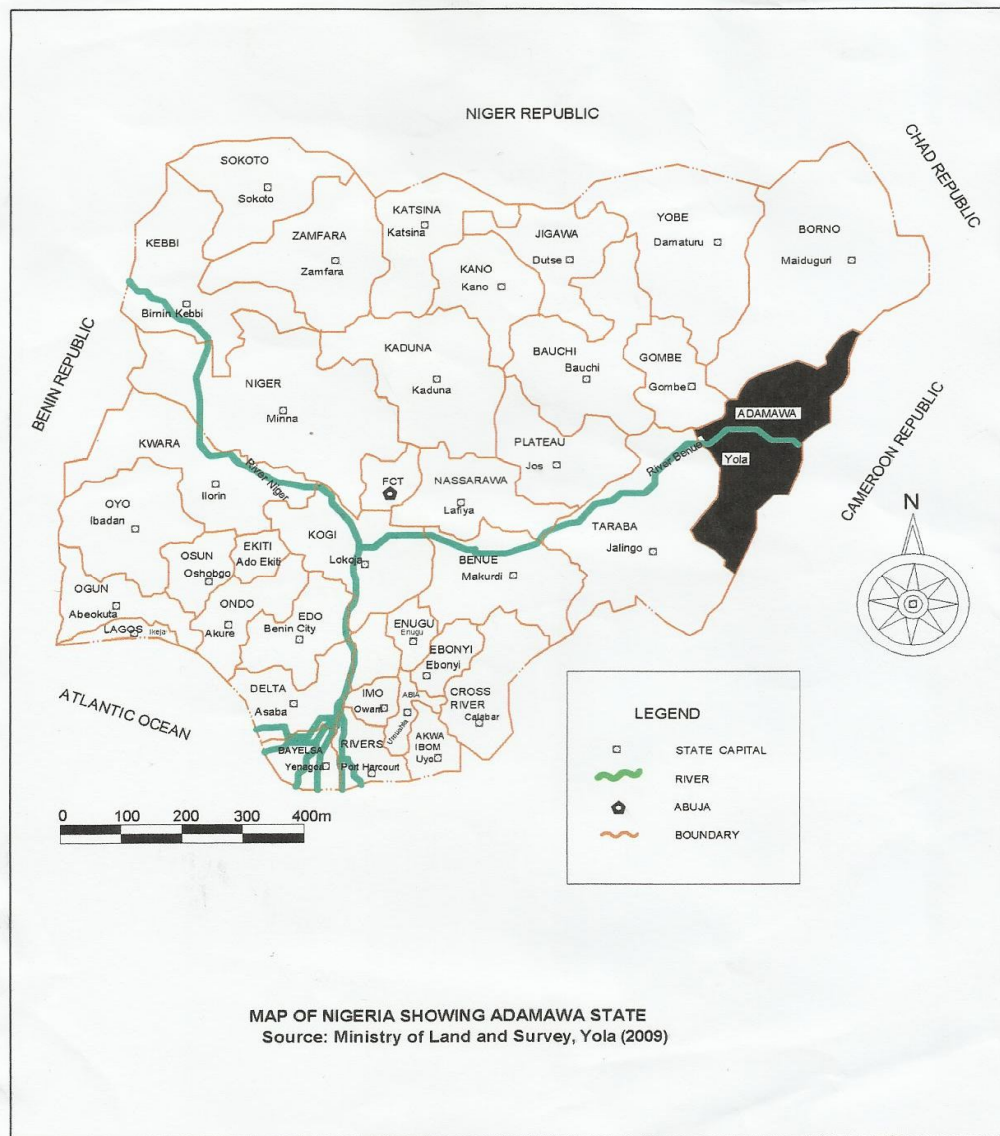 NIGER REPUBLIC
CHAD REPUBLIC
SOKOTO
Sokoto
KATSINA
Katsina
YOBE
Damaturu
BORNO
Maiduguri
KEBBI
Birnin Kebbi
ZAMFARA
Zamfara
JIGAWA
Dutse
KANO
Kano
BENIN REPUBLIC
KADUNA
Kaduna
BAUCHI
Bauchi
GOMBE
Gombe
NIGER
Minna
ADAMAWA
Yola
CAMEROON REPUBLIC
KWARA
Ilorin
River Niger
River Benue
PLATEAU
Jos
FCT
NASSARAWA
Lafiya
OYO
Ibadan
KOGI
Lokoja
TARABA
Jalingo
N
OSUN
Oshobgo
EKITI
Ado Ekiti
BENUE
Makurdi
OGUN
Abeokuta
ONDO
Akure
EDO
Benin City
LAGOS
Ikeja
ENUGU
Enugu
EBONYI
Ebonyi
ATLANTIC OCEAN
DELTA
Asaba
IMO
Owerri
ABIA
Umuahia
CROSS
RIVER
Calabar
BAYELSA
Yenagoa
RIVERS
Port Harcourt
AKWA
IBOM
Uyo
LEGEND
STATE CAPITAL
RIVER
ABUJA
BOUNDARY
0 100 200 300 400m
MAP OF NIGERIA SHOWING ADAMAWA STATE
Source: Ministry of Land and Survey, Yola (2009)